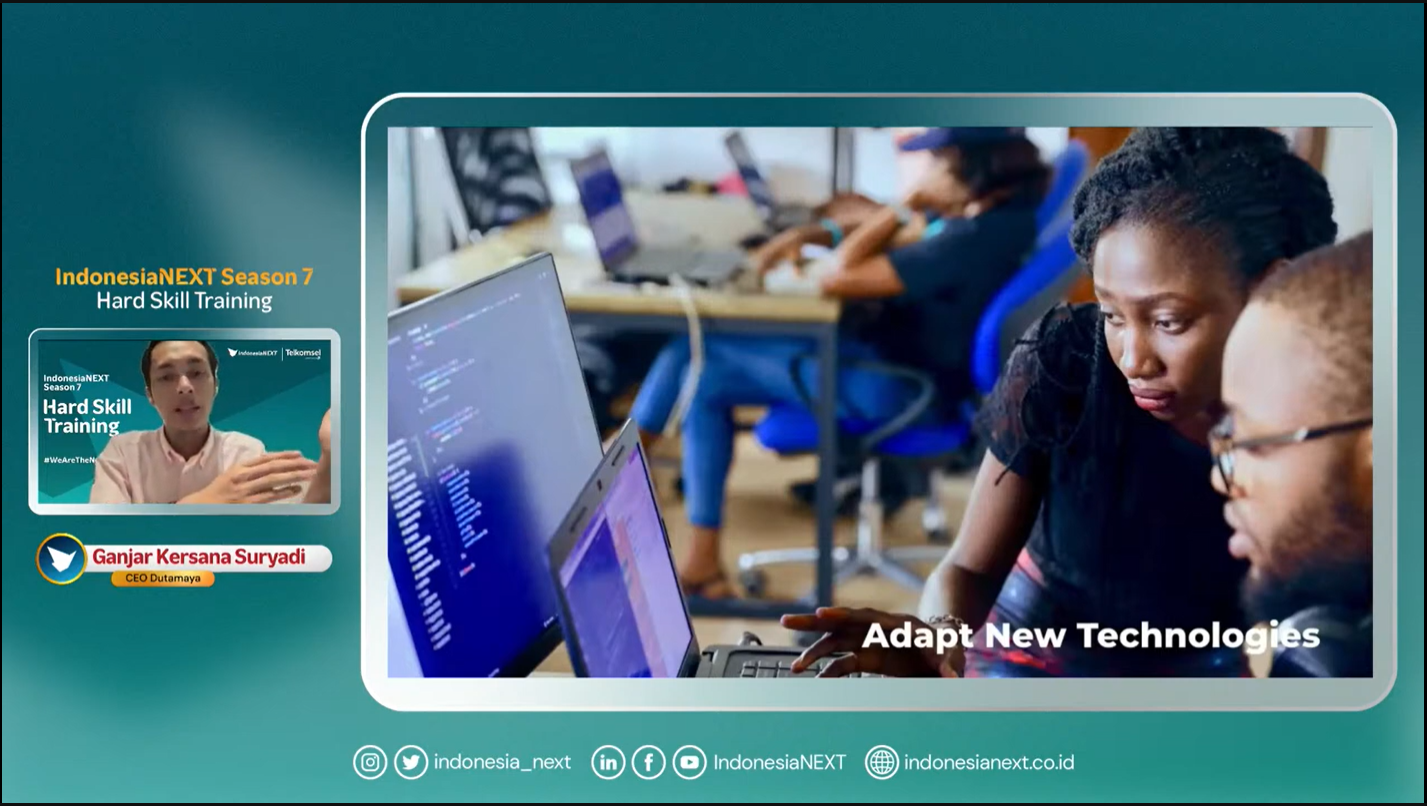 IndonesiaNEXT Season 7
Hard Skill Training
IndonesiaNEXT | Telkomsel
IndonesiaNEXT
Season 7
Hard Skill
Training
#WeAreTheN
Ganjar Kersana Suryadi
CEO Dutamaya
Adapt New Technologies
indonesia_next
IndonesiaNEXT
indonesianext.co.id